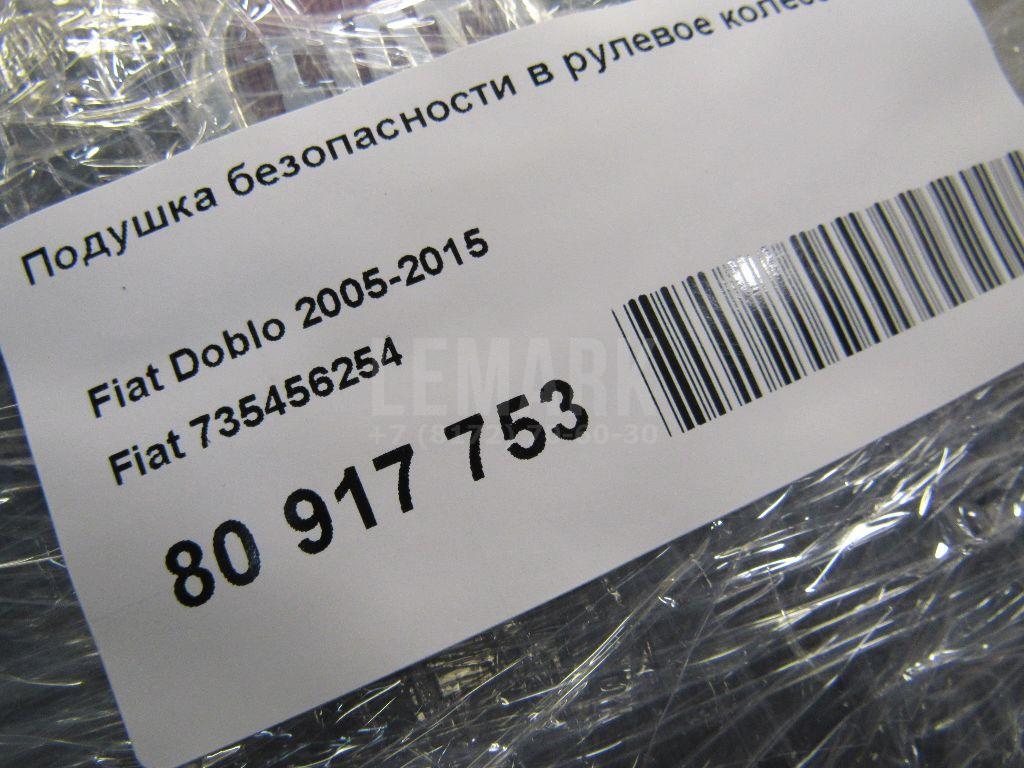 Подушка безопасности в рулевое колесо
Fiat Doblo 2005-2015
Fiat 735456254
80 917 753
LEMARK